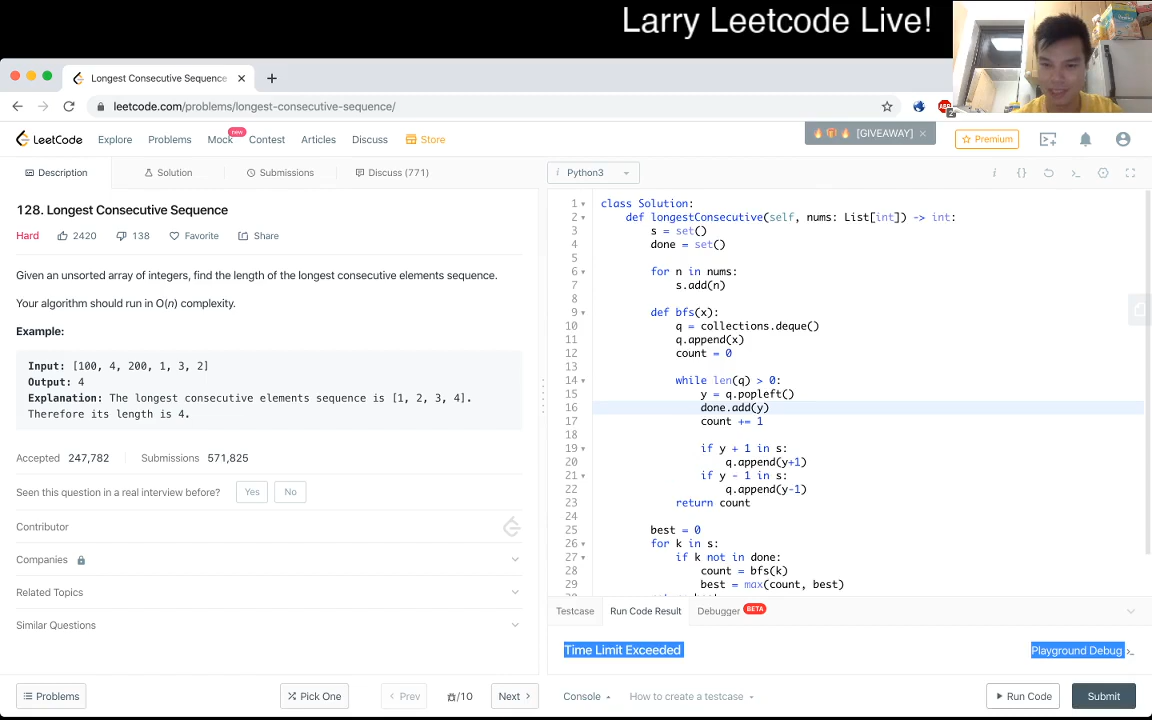 Larry Leetcode Live!
Longest Consecutive Sequence
leetcode.com/problems/longest-consecutive-sequence/
ABP
2
LeetCode
Explore
Problems
Mock
new
Contest
Articles
Discuss
Store
[GIVEAWAY]
Premium
Description
Solution
Submissions
Discuss (771)
i Python3
128. Longest Consecutive Sequence
Hard
2420
138
Favorite
Share
Given an unsorted array of integers, find the length of the longest consecutive elements sequence.
Your algorithm should run in O(n) complexity.
Example:
Input: [100, 4, 200, 1, 3, 2]
Output: 4
Explanation: The longest consecutive elements sequence is [1, 2, 3, 4].
Therefore its length is 4.
Accepted 247,782
Submissions 571,825
Seen this question in a real interview before?
Yes
No
Contributor
Companies
Related Topics
Similar Questions
Problems
Pick One
Prev
/10
Next
1 class Solution:
2 def longestConsecutive(self, nums: List[int]) -> int:
3 s = set()
4 done = set()
5
6 for n in nums:
7 s.add(n)
8
9 def bfs(x):
10 q = collections.deque()
11 q.append(x)
12 count = 0
13
14 while len(q) > 0:
15 y = q.popleft()
16 done.add(y)
17 count += 1
18
19 if y + 1 in s:
20 q.append(y+1)
21 if y - 1 in s:
22 q.append(y-1)
23 return count
24
25 best = 0
26 for k in s:
27 if k not in done:
28 count = bfs(k)
29 best = max(count, best)
Testcase
Run Code Result
Debugger
BETA
Time Limit Exceeded
Playground Debug
Console
How to create a testcase
Run Code
Submit